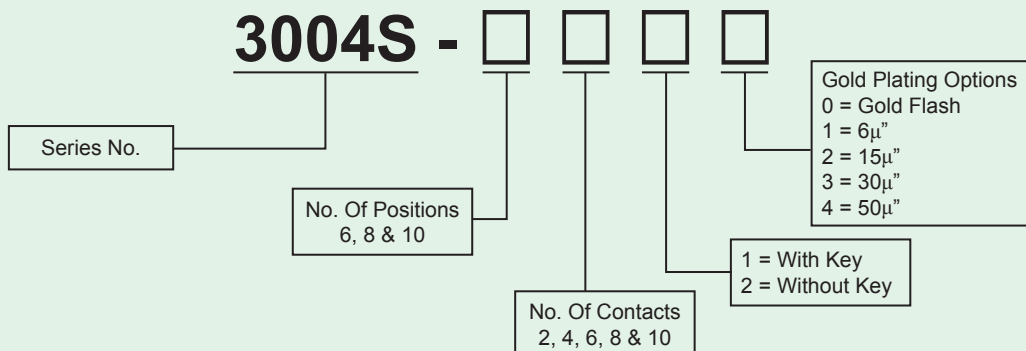 3004S - □ □ □ □
Series No.
No. Of Positions
6, 8 & 10
No. Of Contacts
2, 4, 6, 8 & 10
1 = With Key
2 = Without Key
Gold Plating Options
0 = Gold Flash
1 = 6μ”
2 = 15μ”
3 = 30μ”
4 = 50μ”